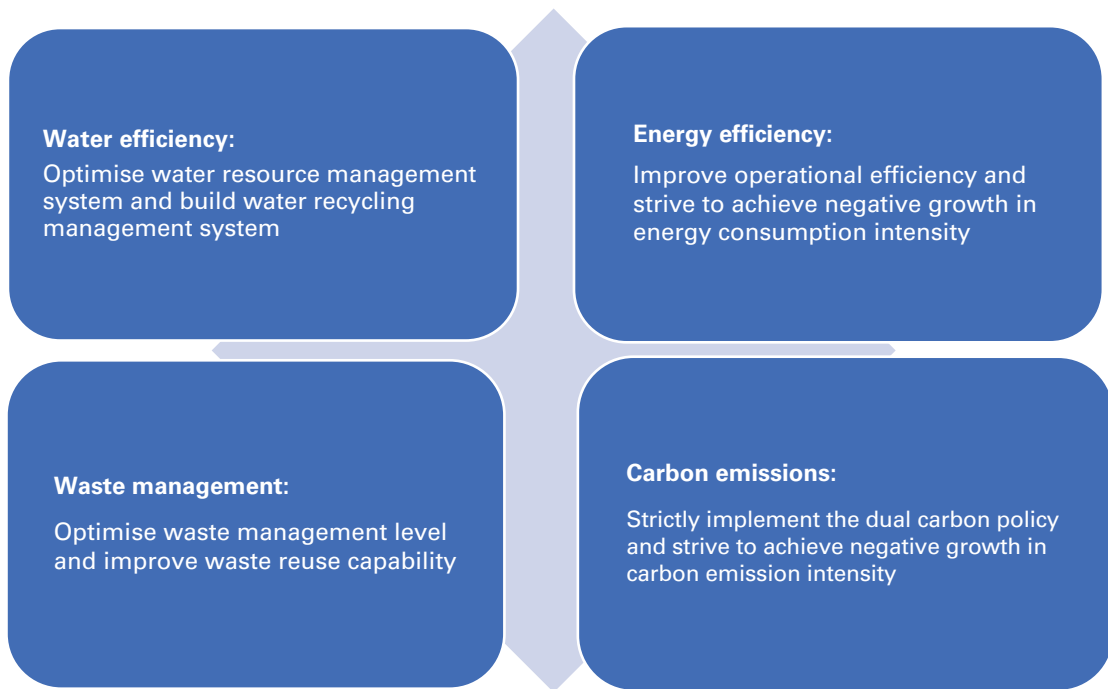 Water efficiency:
Optimise water resource management
system and build water recycling
management system
Energy efficiency:
Improve operational efficiency and
strive to achieve negative growth in
energy consumption intensity
Waste management:
Optimise waste management level
and improve waste reuse capability
Carbon emissions:
Strictly implement the dual carbon policy
and strive to achieve negative growth in
carbon emission intensity